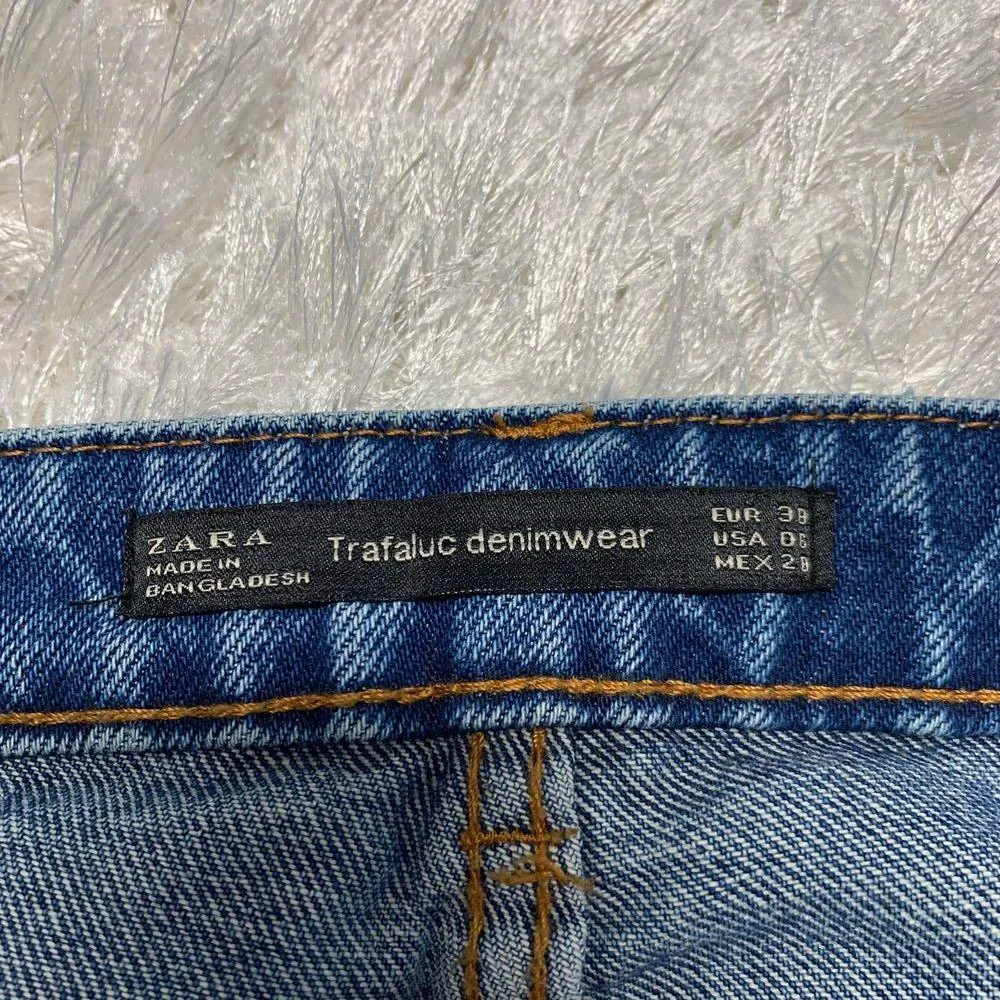 ZARA
MADE IN
BANGLADESH
Trafaluc denimwear
EUR 38
USA 06
MEX 28